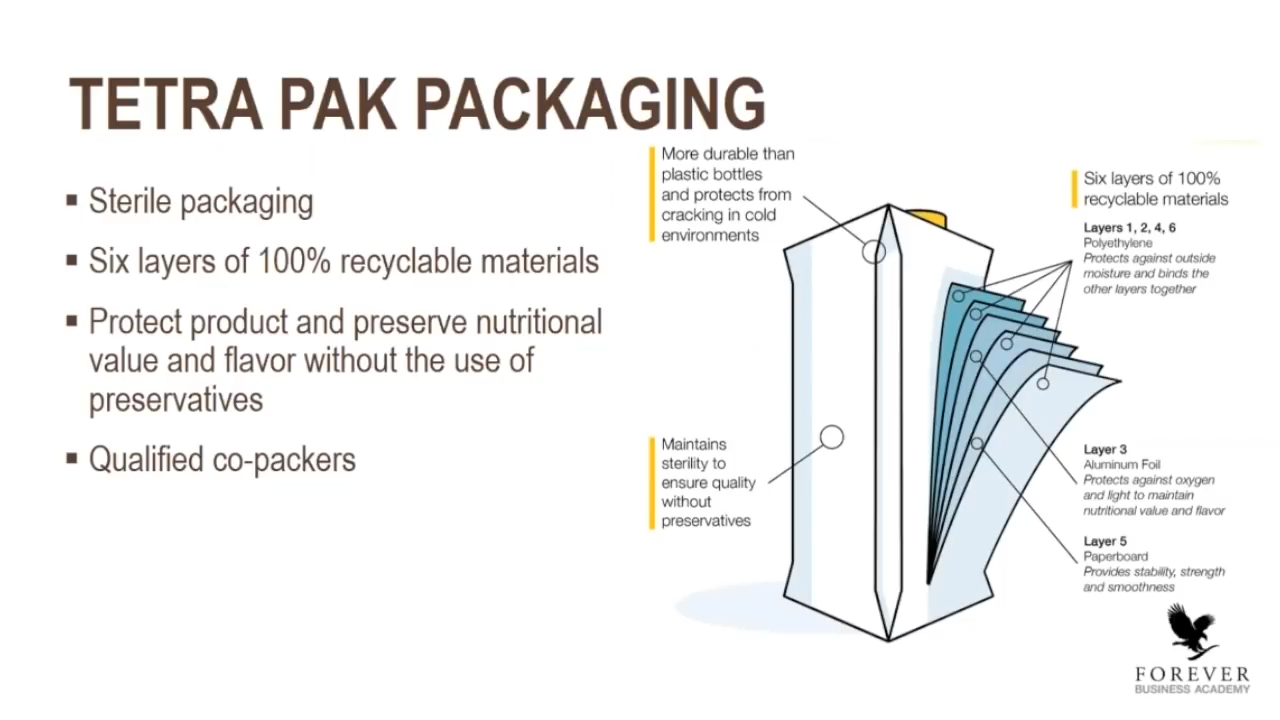 TETRA PAK PACKAGING
▪ Sterile packaging
▪ Six layers of 100% recyclable materials
▪ Protect product and preserve nutritional
value and flavor without the use of
preservatives
▪ Qualified co-packers
More durable than
plastic bottles
and protects from
cracking in cold
environments
Maintains
sterility to
ensure quality
without
preservatives
Six layers of 100%
recyclable materials
Layers 1, 2, 4, 6
Polyethylene
Protects against outside
moisture and binds the
other layers together
Layer 3
Aluminum Foil
Protects against oxygen
and light to maintain
nutritional value and flavor
Layer 5
Paperboard
Provides stability, strength
and smoothness
FOREVER
BUSINESS ACADEMY